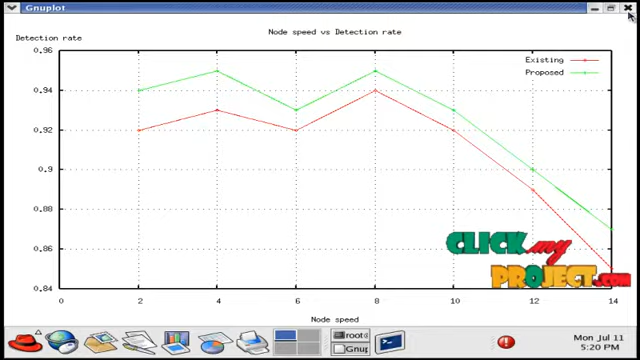 Gnuplot
Node speed vs Detection rate
Detection rate
0.96
0.94
0.92
0.9
0.88
0.86
0.84
0
2
4
6
8
10
12
14
Node speed
Existing
Proposed
CLICK my
PROJECT.com
root@
Gnup
Mon Jul 11
5:20 PM